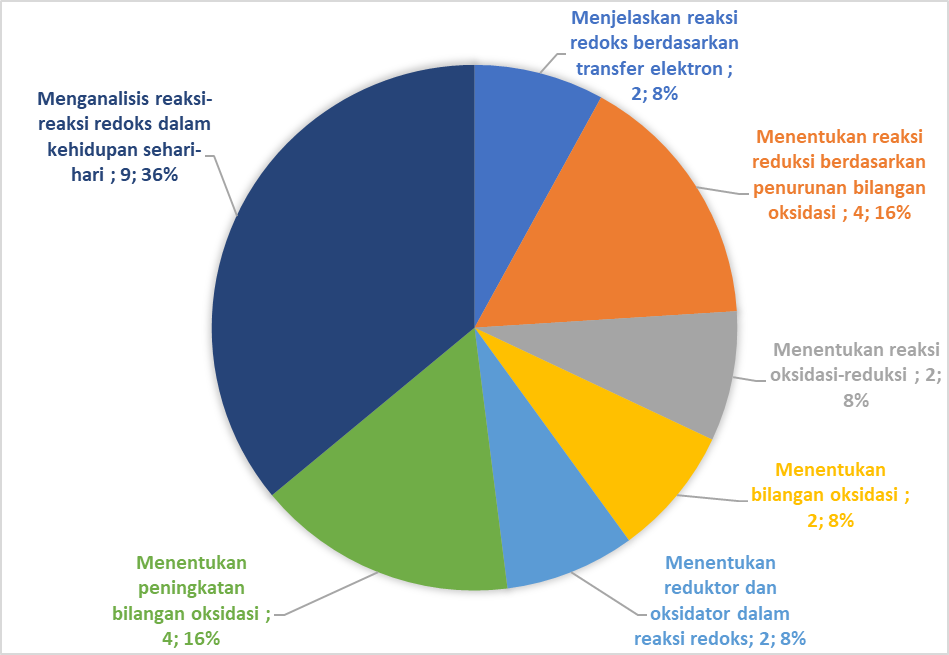 Menjelaskan reaksi
redoks berdasarkan
transfer elektron ;
2; 8%
Menentukan reaksi
reduksi berdasarkan
penurunan bilangan
oksidasi ; 4; 16%
Menentukan reaksi
oksidasi-reduksi ; 2;
8%
Menentukan
bilangan oksidasi ;
2; 8%
Menentukan
reduktor dan
oksidator dalam
reaksi redoks; 2; 8%
Menentukan
peningkatan
bilangan oksidasi ;
4; 16%
Menganalisis reaksi-
reaksi redoks dalam
kehidupan sehari-
hari ; 9; 36%